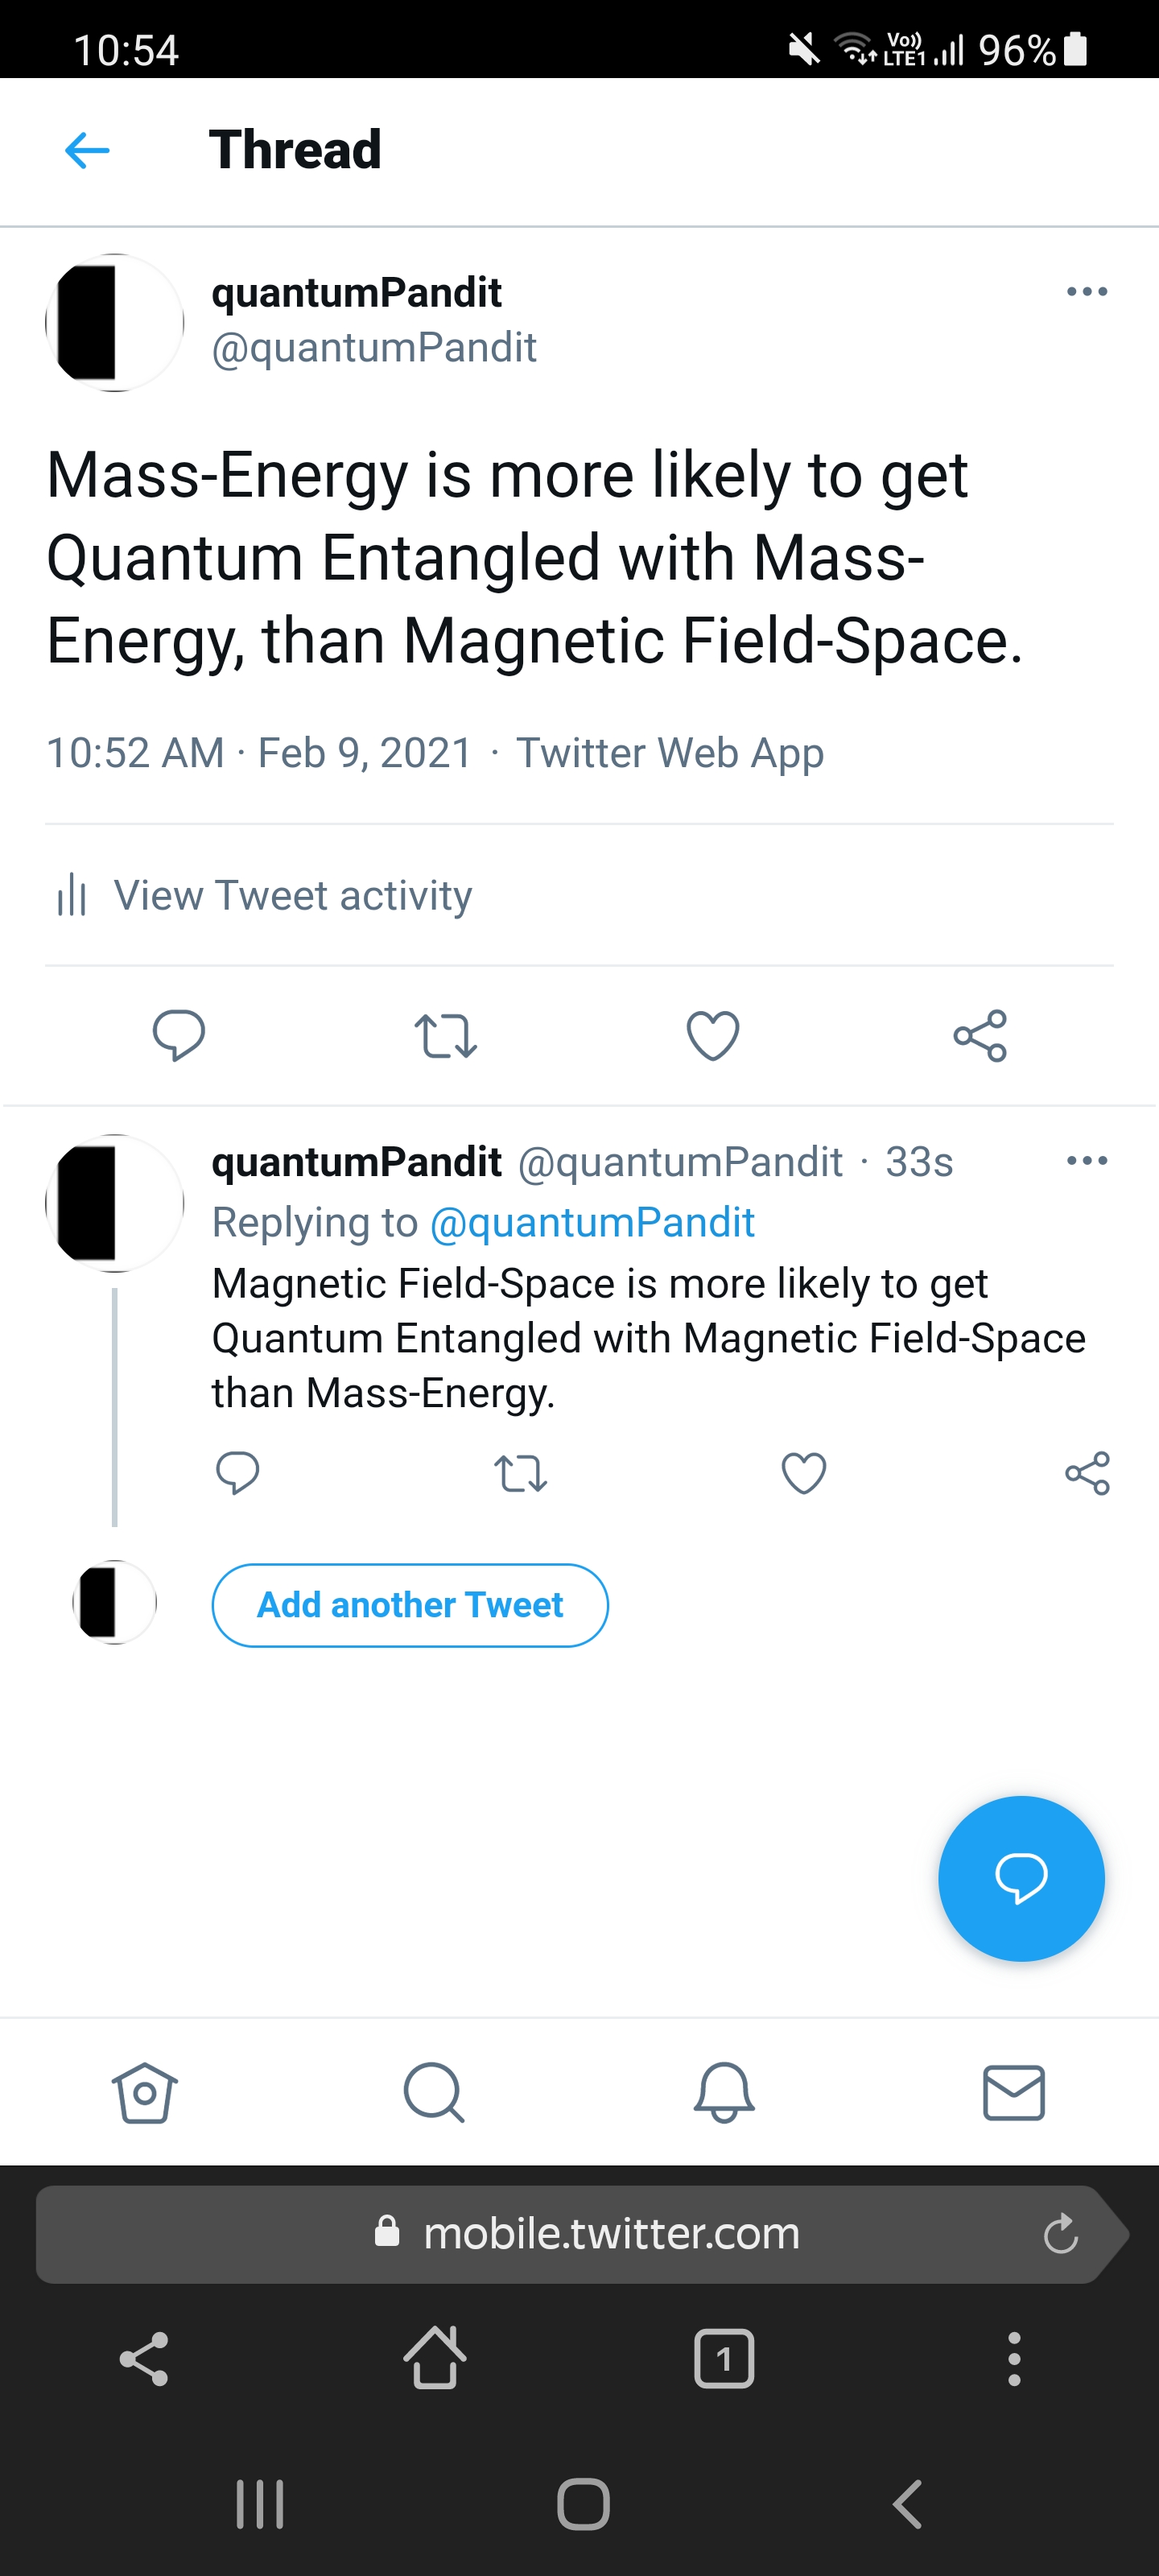 10:54
Vo)) LTE1 96%
Thread
quantumPandit
@quantumPandit
Mass-Energy is more likely to get
Quantum Entangled with Mass-
Energy, than Magnetic Field-Space.
10:52 AM · Feb 9, 2021 · Twitter Web App
View Tweet activity
quantumPandit @quantumPandit · 33s
Replying to @quantumPandit
Magnetic Field-Space is more likely to get
Quantum Entangled with Magnetic Field-Space
than Mass-Energy.
Add another Tweet
mobile.twitter.com
1